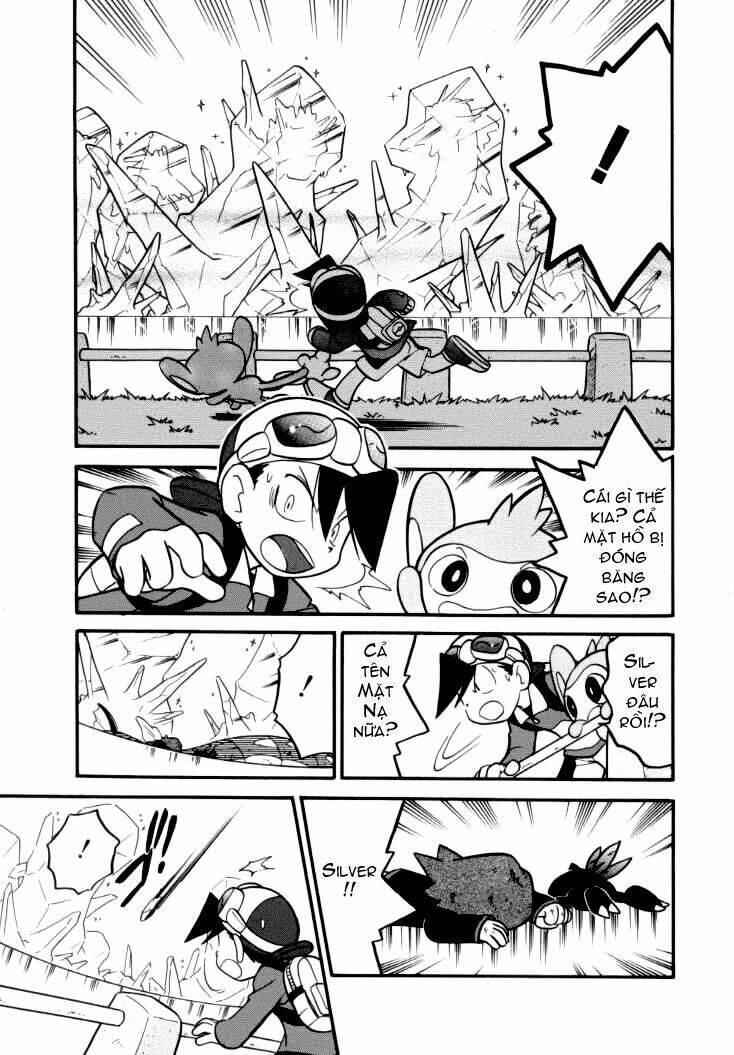 !
CÁI GÌ THẾ
KIA? CẢ
MẶT HỒ BỊ
ĐÓNG
BĂNG
SAO!?
SIL-
VER
ĐÂU
RỒI!?
CẢ
TÊN
MẶT
NẠ
NỮA?
!
SILVER
!!
!